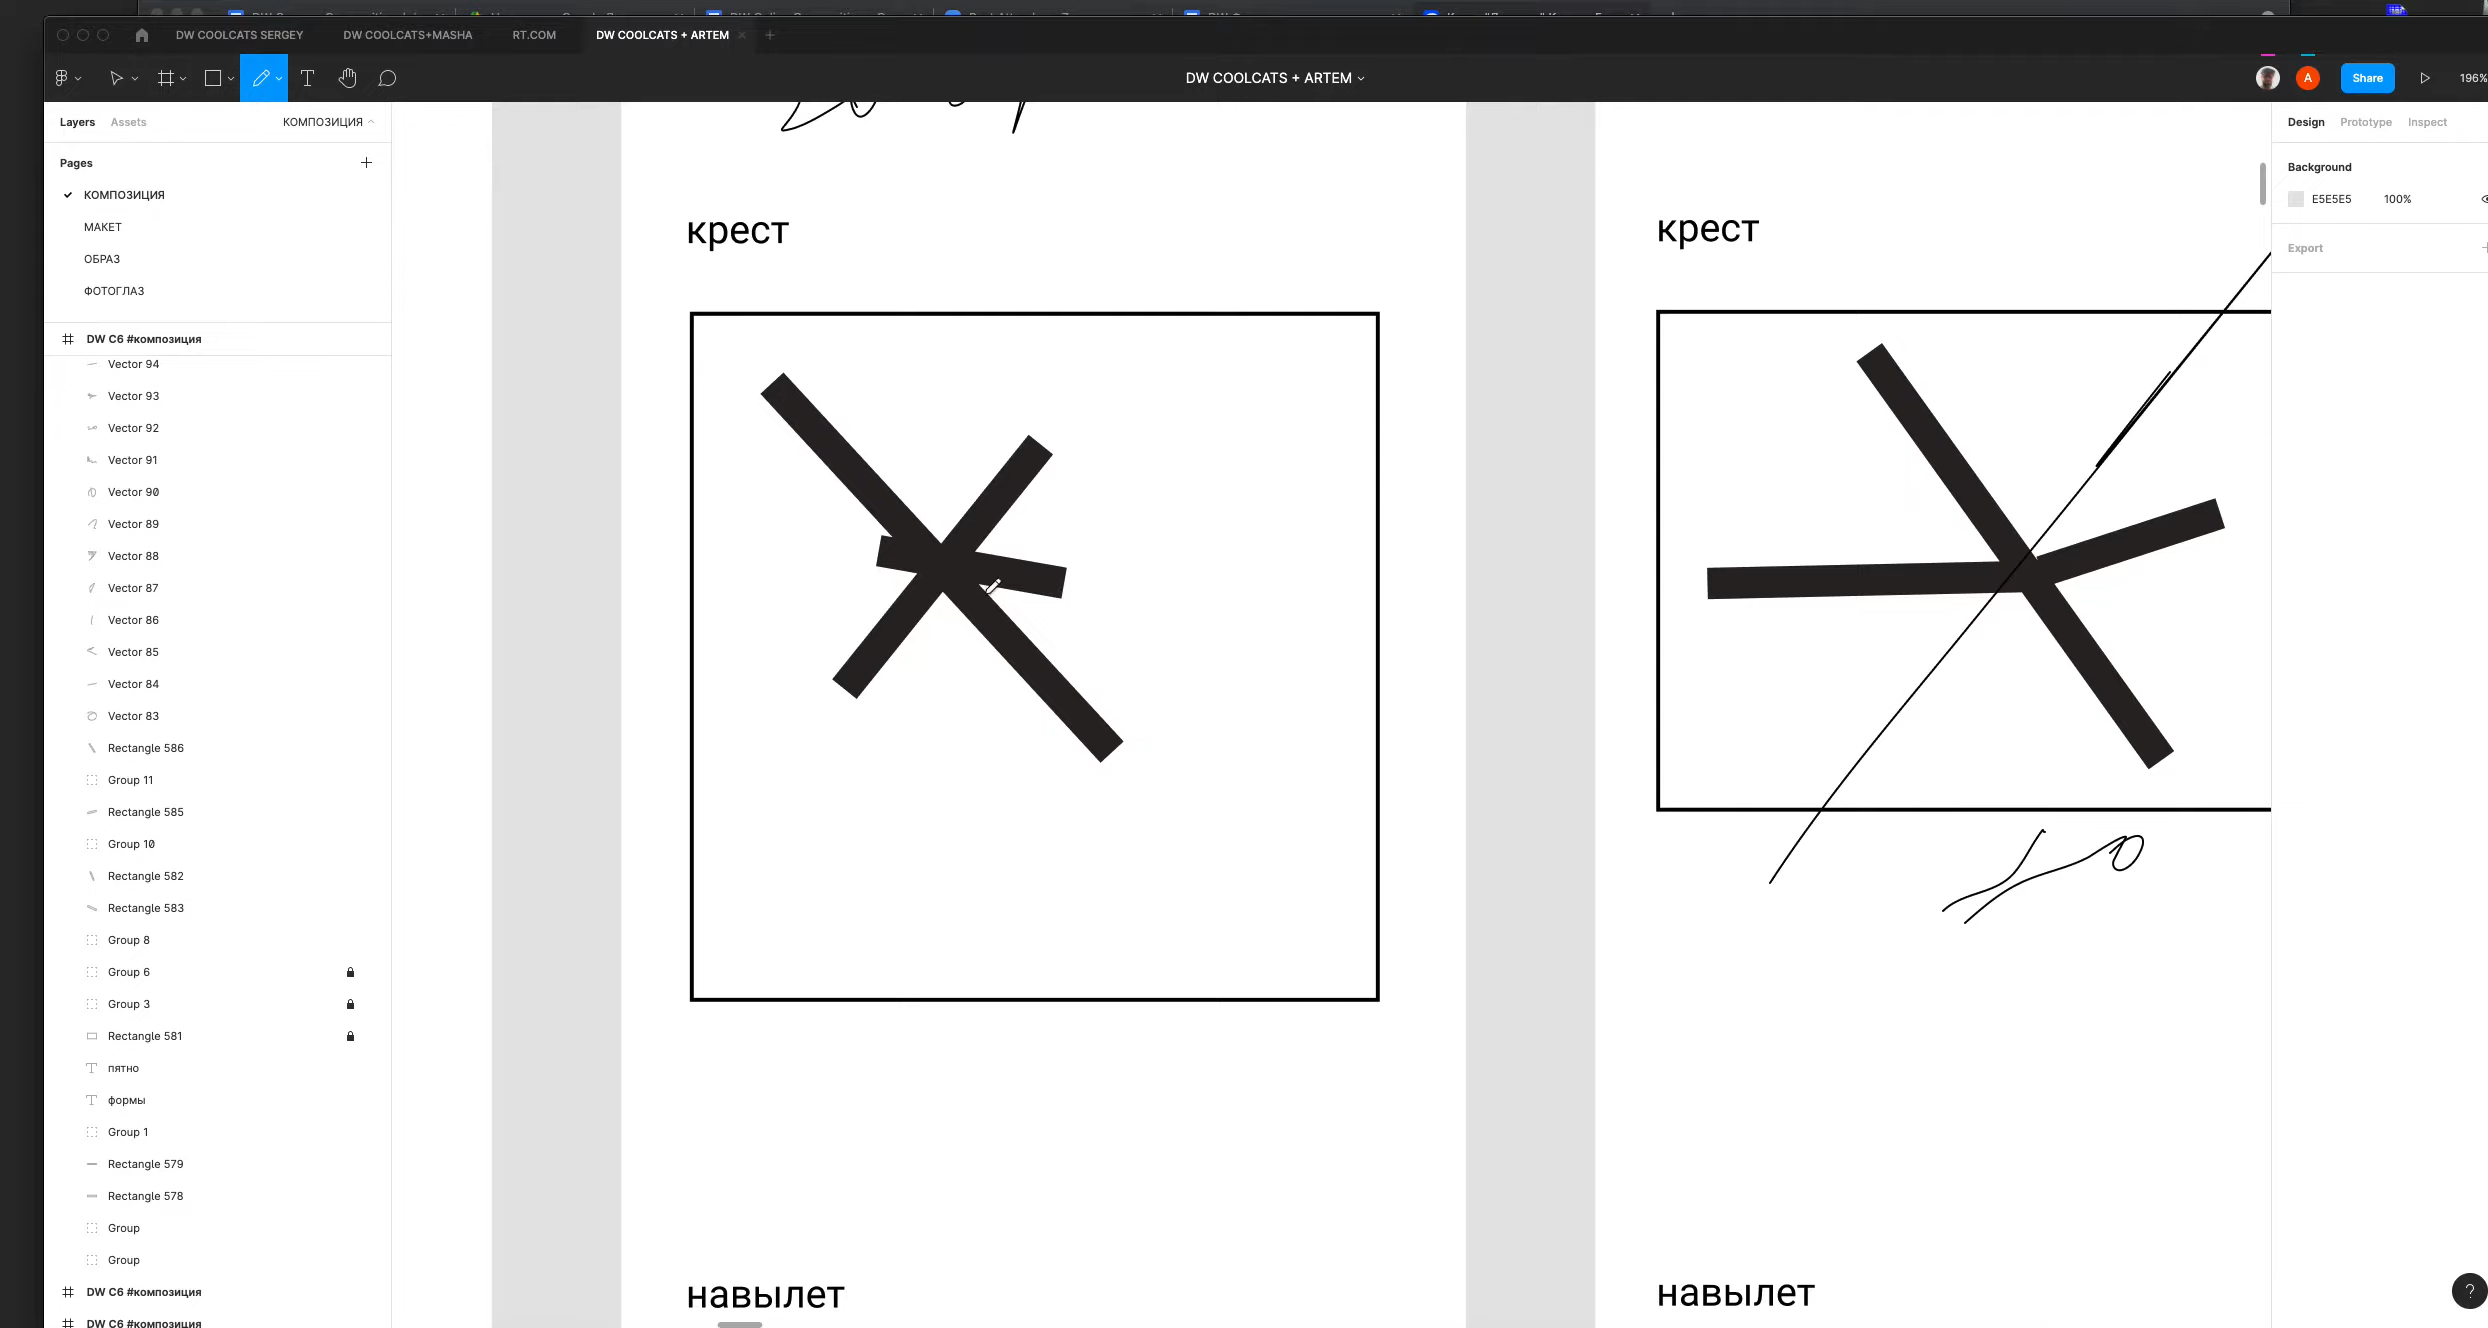 DW COOLCATS SERGEY
DW COOLCATS+MASHA
RT.COM
DW COOLCATS + ARTEM
DW COOLCATS + ARTEM
A
Share
196%
Layers
Assets
КОМПОЗИЦИЯ
Pages
КОМПОЗИЦИЯ
МАКЕТ
ОБРАЗ
ФОТОГЛАЗ
DW C6 #композиция
Vector 94
Vector 93
Vector 92
Vector 91
Vector 90
Vector 89
Vector 88
Vector 87
Vector 86
Vector 85
Vector 84
Vector 83
Rectangle 586
Group 11
Rectangle 585
Group 10
Rectangle 582
Rectangle 583
Group 8
Group 6
Group 3
Rectangle 581
пятно
формы
Group 1
Rectangle 579
Rectangle 578
Group
Group
DW C6 #композиция
DW C6 #композиция
крест
крест
навылет
навылет
Design
Prototype
Inspect
Background
E5E5E5
100%
Export
?